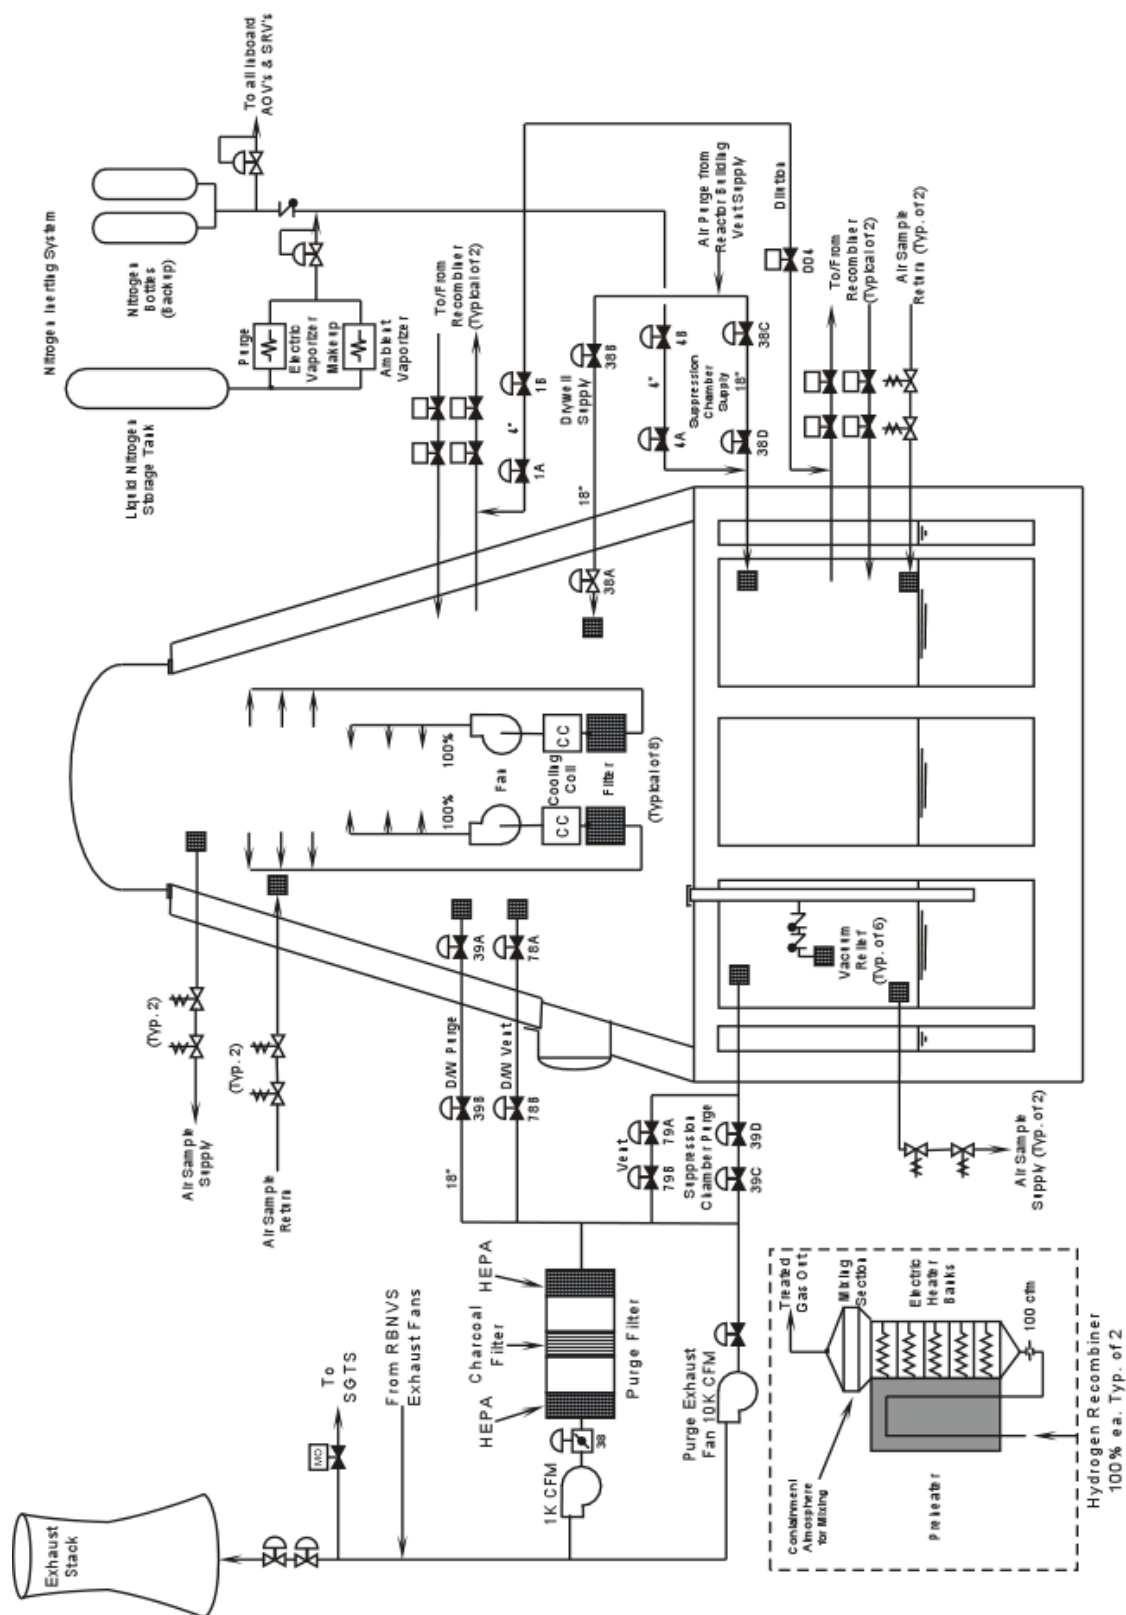 Nitrogen Inerting System
Liquid Nitrogen
Storage Tank
Nitrogen
Bottles
(Backup)
To all Inboard
AOV's & SRV's
Purge
Electric
Vaporizer
Makeup
Ambient
Vaporizer
To/From
Recombiner
(Typical of 2)
1A
4"
1B
Drywell
Supply
38B
18"
38A
4A
4"
4B
Suppression
Chamber
Supply
18"
38D
38C
Air Purge from
Reactor Building
Vent Supply
Dilution
004
To/From
Recombiner
(Typical of 2)
Air Sample
Return (Typ. of 2)
100%
100%
Fan
Cooling
Coil
CC
CC
Filter
(Typical of 8)
(Typ. 2)
(Typ. 2)
Air Sample
Supply
Air Sample
Return
18"
39B
D/W Purge
39A
78B
D/W Vent
78A
Vent
79B
79A
Suppression
Chamber Purge
39C
39D
Vacuum
Relief
(Typ. of 6)
Air Sample
Supply (Typ. of 2)
Exhaust
Stack
To
SGTS
MO
From RBNVS
Exhaust Fans
HEPA
Charcoal
Filter
HEPA
Purge Filter
1K CFM
38
Purge Exhaust
Fan 10K CFM
Containment
Atmosphere
for Mixing
Treated
Gas Out
Mixing
Section
Electric
Heater
Banks
100 cfm
Preheater
Hydrogen Recombiner
100% ea. Typ. of 2